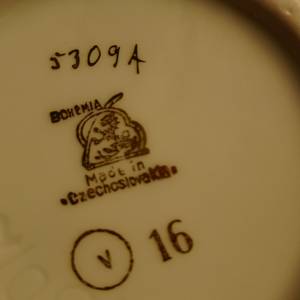 5309A
BOHEMIA
Made in
Czechoslovakia
V 16